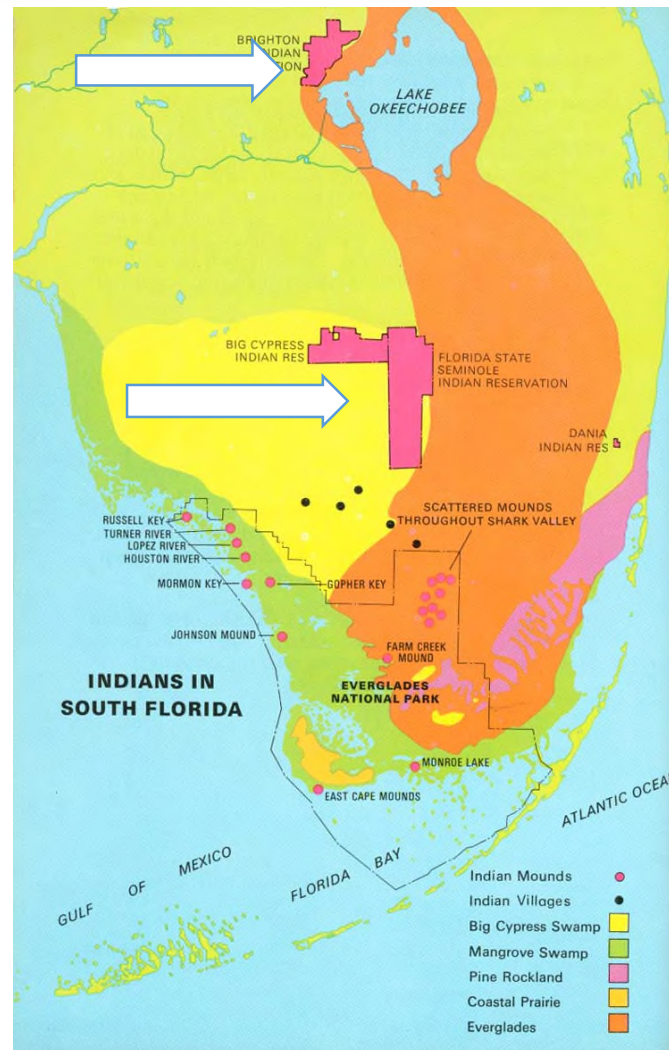 BRIGHTON
LAKE
OKEECHOBEE
BIG CYPRESS
INDIAN RES
FLORIDA STATE
SEMINOLE
INDIAN RESERVATION
DANIA
INDIAN RES
SCATTERED MOUNDS
THROUGHOUT SHARK VALLEY
RUSSELL KEY
TURNER RIVER
LOPEZ RIVER
HOUSTON RIVER
MORMON KEY
GOPHER KEY
JOHNSON MOUND
FARM CREEK
MOUND
INDIANS IN
SOUTH FLORIDA
EVERGLADES
NATIONAL PARK
MONROE LAKE
EAST CAPE MOUNDS
ATLANTIC OCEA
GULF OF MEXICO
FLORIDA BAY
Indian Mounds
Indian Villages
Big Cypress Swamp
Mangrove Swamp
Pine Rockland
Coastal Prairie
Everglades